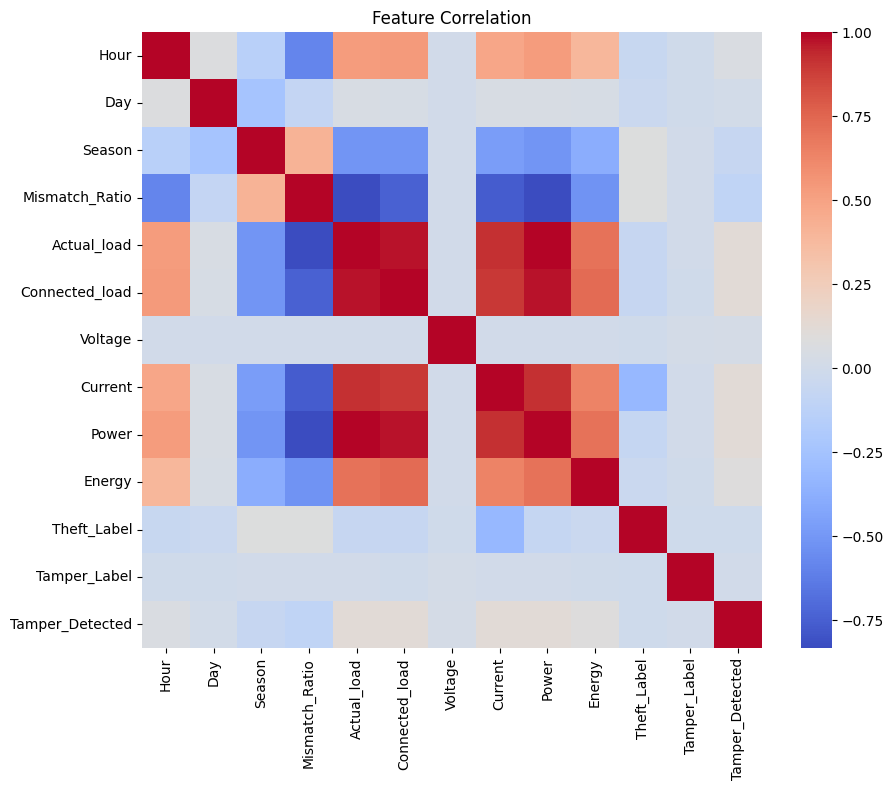 Feature Correlation
Hour
Day
Season
Mismatch_Ratio
Actual_load
Connected_load
Voltage
Current
Power
Energy
Theft_Label
Tamper_Label
Tamper_Detected
Hour
Day
Season
Mismatch_Ratio
Actual_load
Connected_load
Voltage
Current
Power
Energy
Theft_Label
Tamper_Label
Tamper_Detected
1.00
0.75
0.50
0.25
0.00
−0.25
−0.50
−0.75